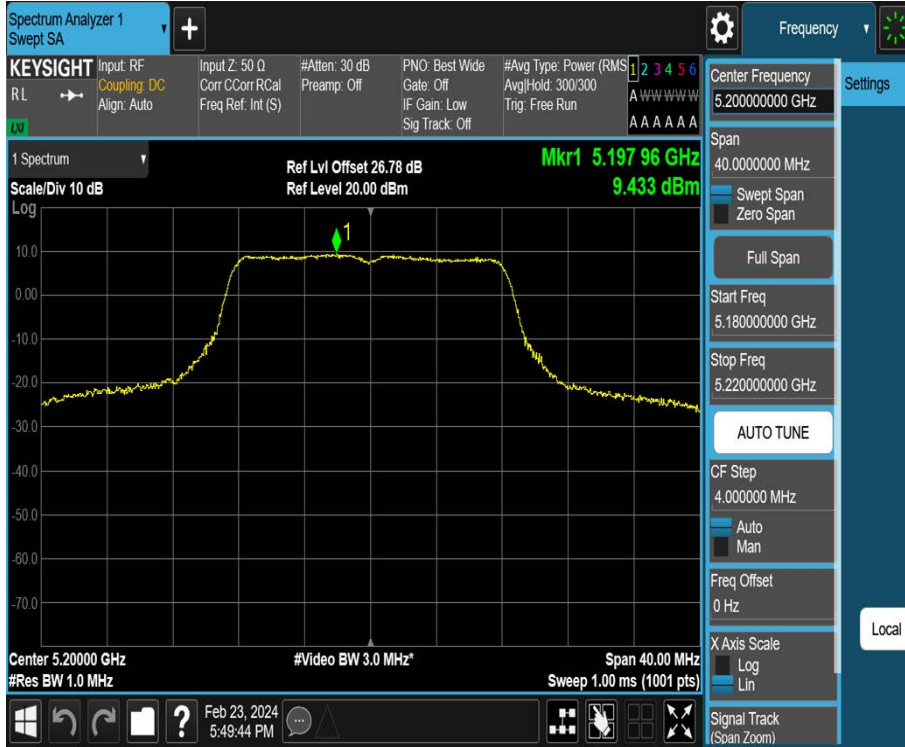 Spectrum Analyzer 1
Swept SA
+
Frequency
KEYSIGHT
R L
LXI
Input: RF
Coupling: DC
Align: Auto
Input Z: 50 Ω
Corr CCorr RCal
Freq Ref: Int (S)
#Atten: 30 dB
Preamp: Off
PNO: Best Wide
Gate: Off
IF Gain: Low
Sig Track: Off
#Avg Type: Power (RMS
Avg|Hold: 300/300
Trig: Free Run
1 2 3 4 5 6
A W W W W W
A A A A A A
Center Frequency
5.200000000 GHz
Settings
Span
40.0000000 MHz
Swept Span
Zero Span
Full Span
Start Freq
5.180000000 GHz
Stop Freq
5.220000000 GHz
AUTO TUNE
CF Step
4.000000 MHz
Auto
Man
Freq Offset
0 Hz
X Axis Scale
Log
Lin
Signal Track
(Span Zoom)
Local
1 Spectrum
Scale/Div 10 dB
Log
Ref Lvl Offset 26.78 dB
Ref Level 20.00 dBm
Mkr1 5.197 96 GHz
9.433 dBm
1
10.0
0.00
-10.0
-20.0
-30.0
-40.0
-50.0
-60.0
-70.0
Center 5.20000 GHz
#Res BW 1.0 MHz
#Video BW 3.0 MHz*
Span 40.00 MHz
Sweep 1.00 ms (1001 pts)
?
Feb 23, 2024
5:49:44 PM